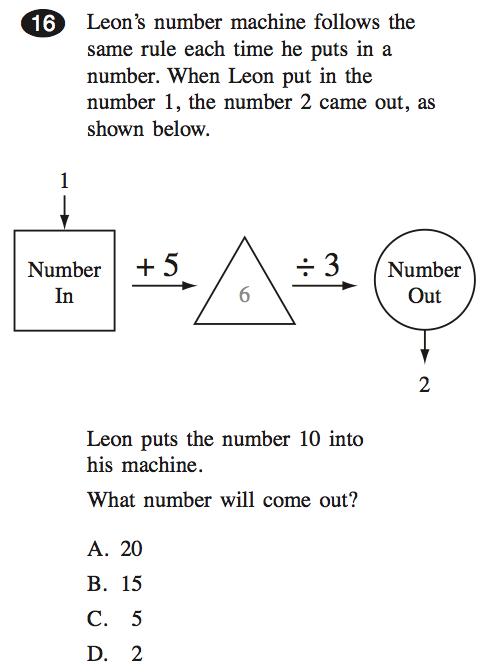 16 Leon's number machine follows the
same rule each time he puts in a
number. When Leon put in the
number 1, the number 2 came out, as
shown below.
1
Number
In
+ 5
6
÷ 3
Number
Out
2
Leon puts the number 10 into
his machine.
What number will come out?
A. 20
B. 15
C. 5
D. 2